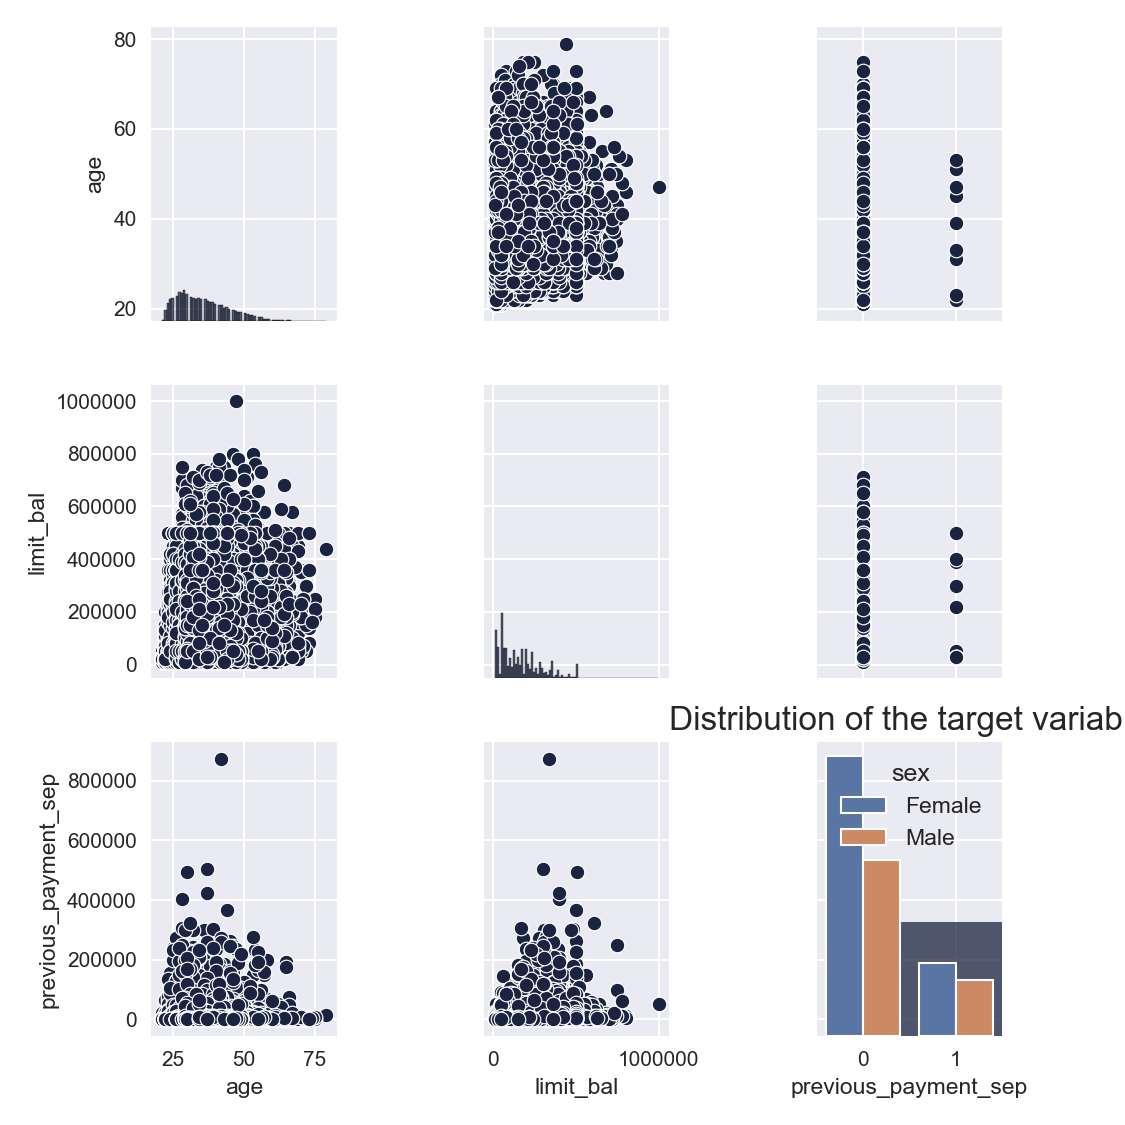 80
60
40
20
age
1000000
800000
600000
400000
200000
0
limit_bal
Distribution of the target variab
800000
600000
400000
200000
0
previous_payment_sep
sex
Female
Male
25 50 75
age
0 1000000
limit_bal
0 1
previous_payment_sep